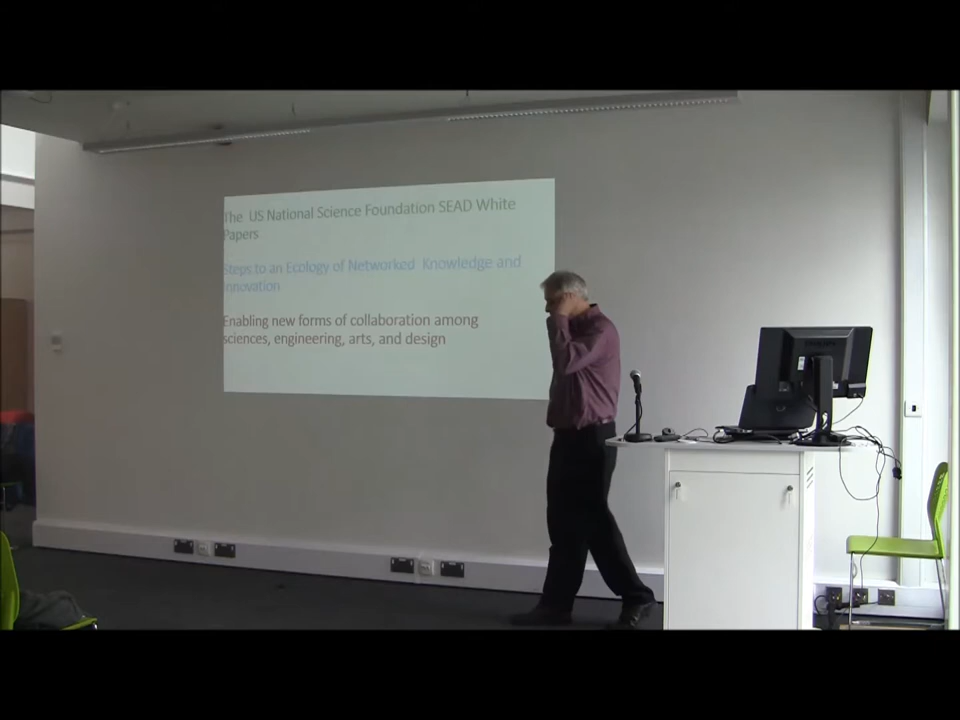 The US National Science Foundation SEAD White
Papers
Steps to an Ecology of Networked Knowledge and
Innovation
Enabling new forms of collaboration among
sciences, engineering, arts, and design